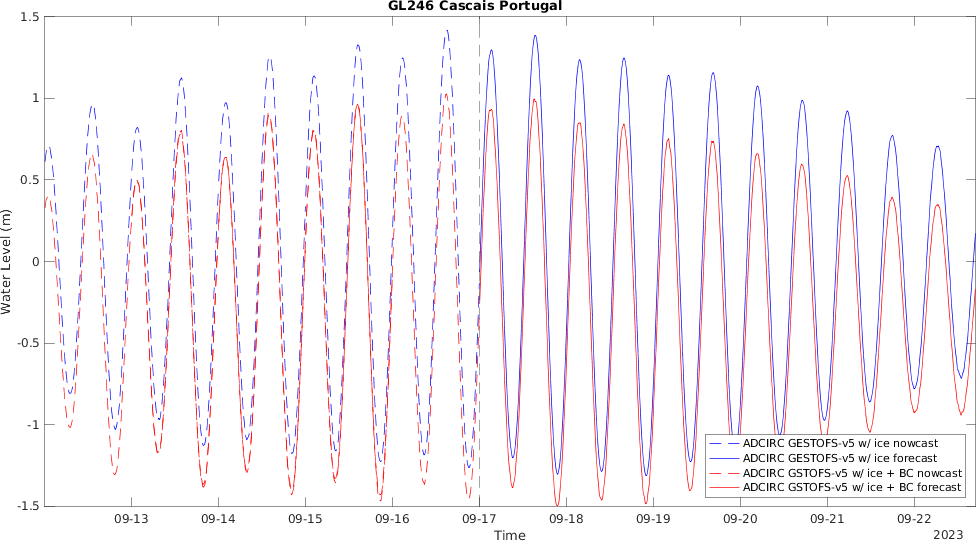 GL246 Cascais Portugal
1.5
1
0.5
0
-0.5
-1
-1.5
Water Level (m)
09-13 09-14 09-15 09-16 09-17 09-18 09-19 09-20 09-21 09-22
Time
2023
ADCIRC GESTOFS-v5 w/ ice nowcast
ADCIRC GESTOFS-v5 w/ ice forecast
ADCIRC GSTOFS-v5 w/ ice + BC nowcast
ADCIRC GSTOFS-v5 w/ ice + BC forecast